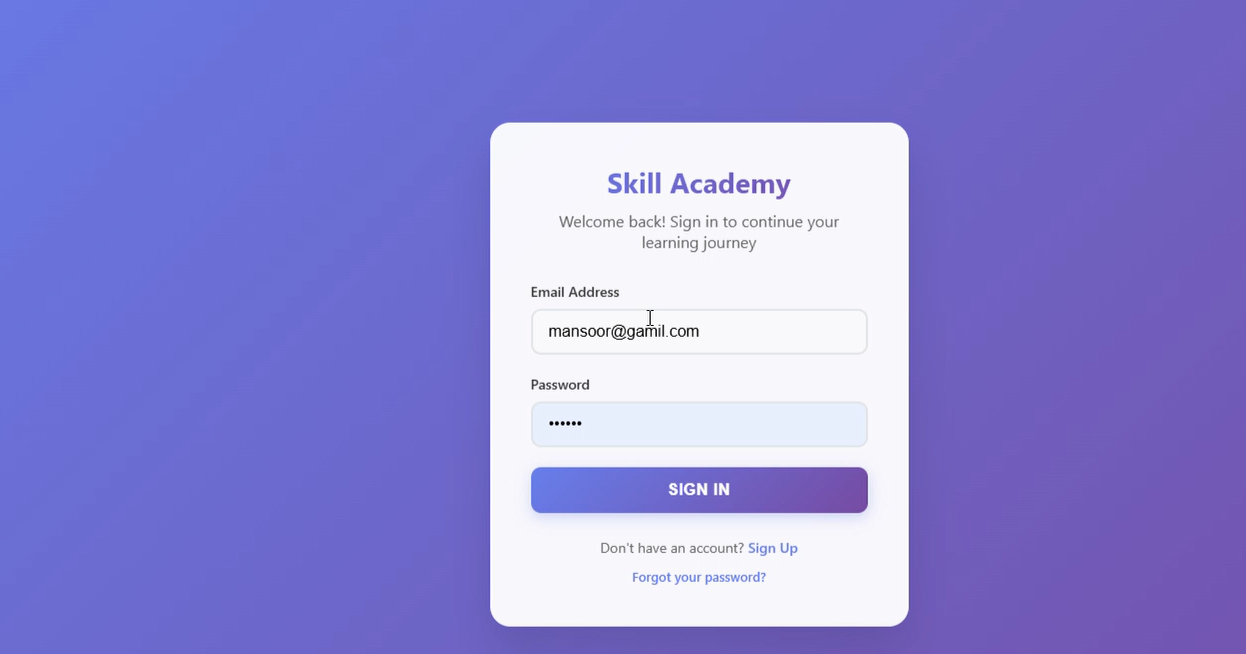 Skill Academy
Welcome back! Sign in to continue your
learning journey
Email Address
mansoor@gamil.com
Password
••••••
SIGN IN
Don't have an account? Sign Up
Forgot your password?